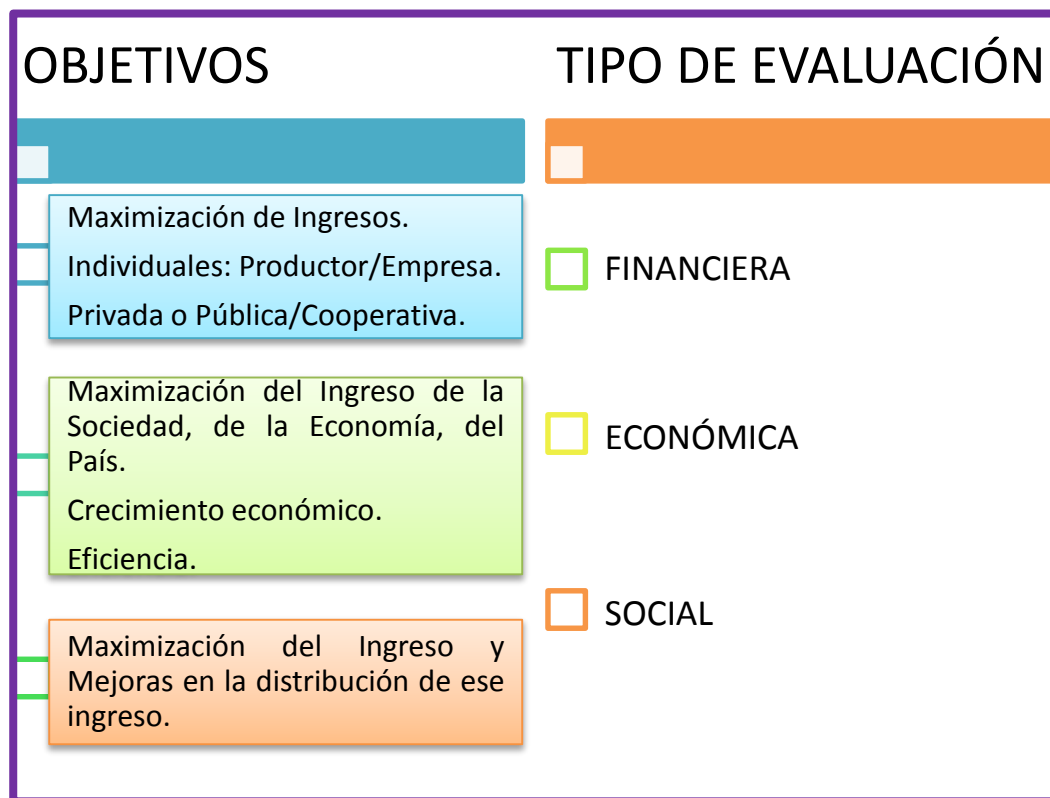 OBJETIVOS
TIPO DE EVALUACIÓN
Maximización de Ingresos.
Individuales: Productor/Empresa.
Privada o Pública/Cooperativa.
FINANCIERA
Maximización del Ingreso de la
Sociedad, de la Economía, del
País.
Crecimiento económico.
Eficiencia.
ECONÓMICA
Maximización del Ingreso y
Mejoras en la distribución de ese
ingreso.
SOCIAL